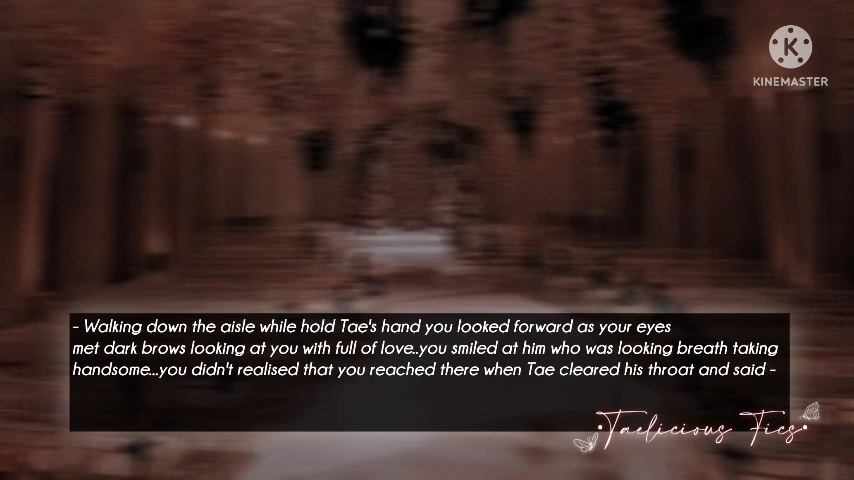 KINEMASTER
- Walking down the aisle while hold Tae's hand you looked forward as your eyes
met dark brows looking at you with full of love..you smiled at him who was looking breath taking
handsome...you didn't realised that you reached there when Tae cleared his throat and said -
•Taelicious Fics•